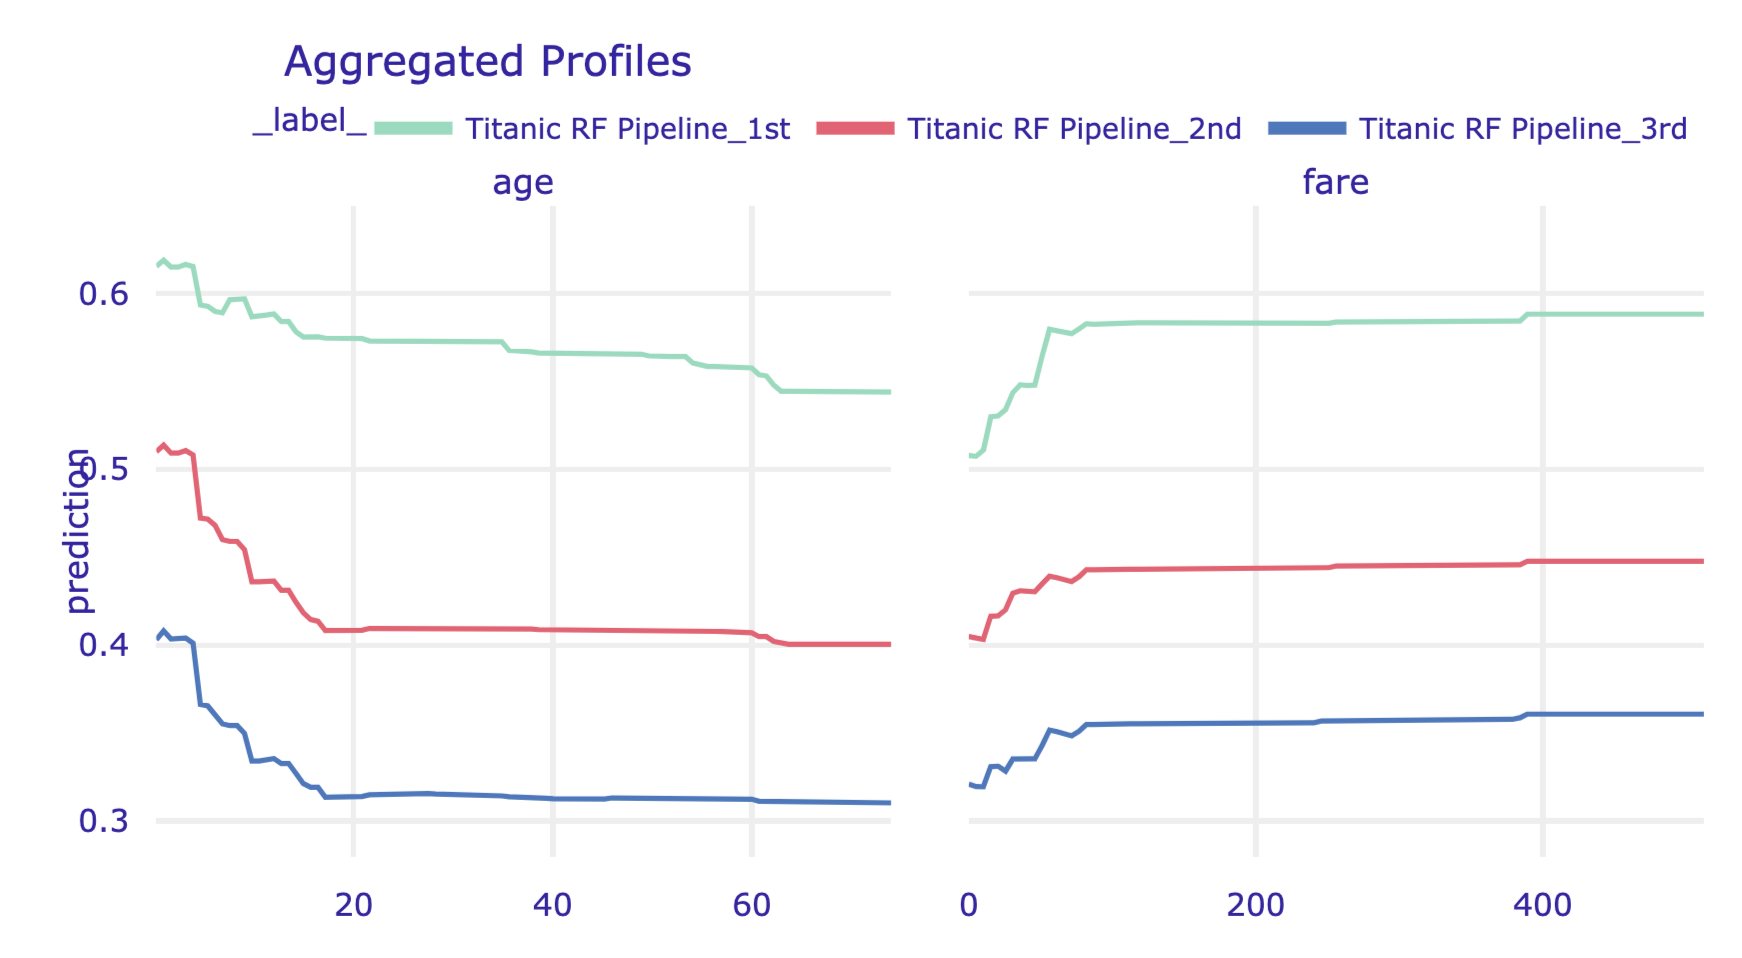 Aggregated Profiles
_label_ Titanic RF Pipeline_1st Titanic RF Pipeline_2nd Titanic RF Pipeline_3rd
age fare
0.6
0.5
0.4
0.3
prediction
20 40 60 0 200 400